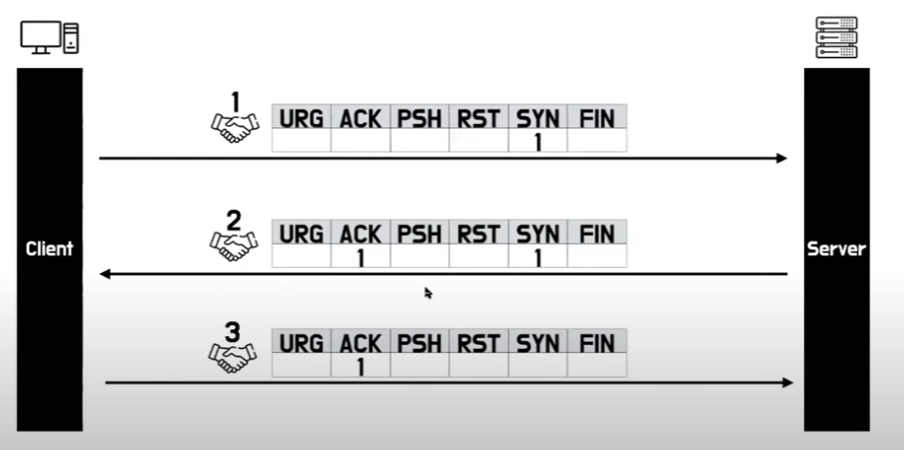 1
URG ACK PSH RST SYN FIN
1
2
URG ACK PSH RST SYN FIN
1 1
Client
Server
3
URG ACK PSH RST SYN FIN
1